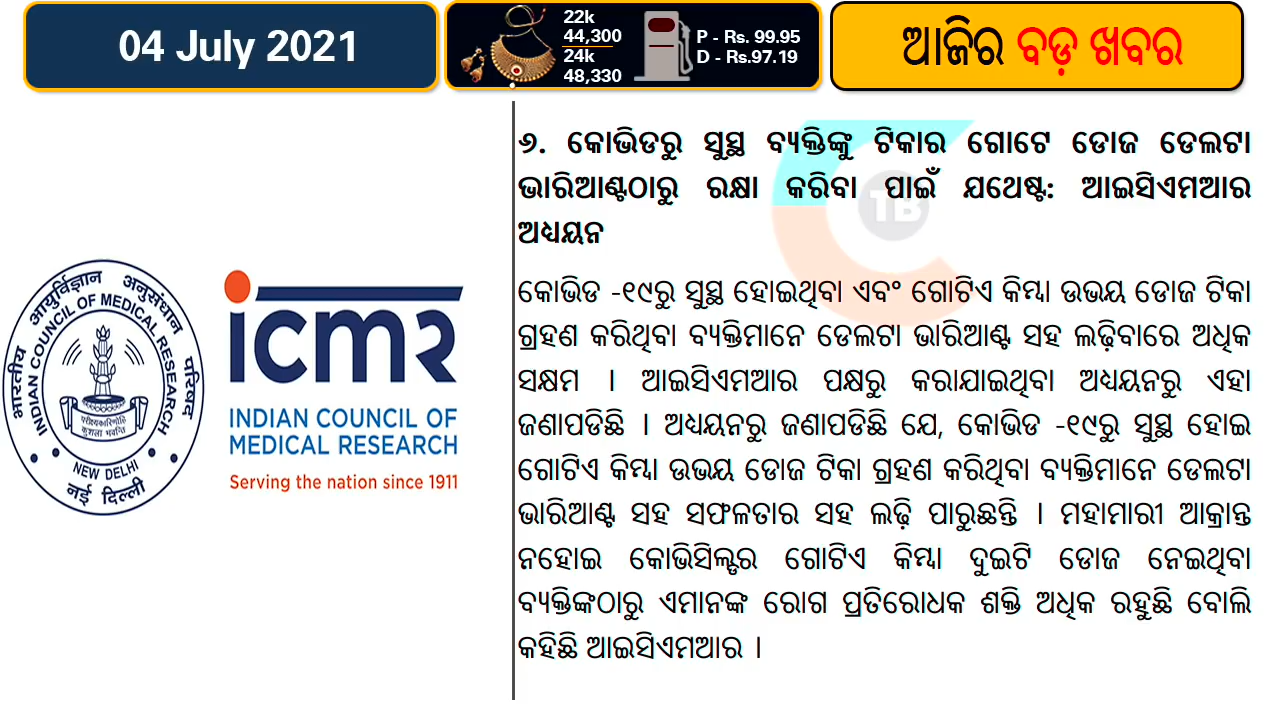 04 July 2021
22k
44,300
24k
48,330
P - Rs. 99.95
D - Rs.97.19
ଆଜିର ବଡ଼ ଖବର
୬. କୋଭିଡରୁ ସୁସ୍ଥ ବ୍ୟକ୍ତିଙ୍କୁ ଟିକାର ଗୋଟେ ଡୋଜ ଡେଲଟା
ଭାରିଆଣ୍ଟଠାରୁ ରକ୍ଷା କରିବା ପାଇଁ ଯଥେଷ୍ଟ: ଆଇସିଏମଆର
ଅଧ୍ୟୟନ
କୋଭିଡ -୧୯ରୁ ସୁସ୍ଥ ହୋଇଥିବା ଏବଂ ଗୋଟିଏ କିମ୍ବା ଉଭୟ ଡୋଜ ଟିକା
ଗ୍ରହଣ କରିଥିବା ବ୍ୟକ୍ତିମାନେ ଡେଲଟା ଭାରିଆଣ୍ଟ ସହ ଲଢ଼ିବାରେ ଅଧିକ
ସକ୍ଷମ । ଆଇସିଏମଆର ପକ୍ଷରୁ କରାଯାଇଥିବା ଅଧ୍ୟୟନରୁ ଏହା
ଜଣାପଡିଛି । ଅଧ୍ୟୟନରୁ ଜଣାପଡିଛି ଯେ, କୋଭିଡ -୧୯ରୁ ସୁସ୍ଥ ହୋଇ
ଗୋଟିଏ କିମ୍ବା ଉଭୟ ଡୋଜ ଟିକା ଗ୍ରହଣ କରିଥିବା ବ୍ୟକ୍ତିମାନେ ଡେଲଟା
ଭାରିଆଣ୍ଟ ସହ ସଫଳତାର ସହ ଲଢ଼ି ପାରୁଛନ୍ତି । ମହାମାରୀ ଆକ୍ରାନ୍ତ
ନହୋଇ କୋଭିସିଲ୍ଡର ଗୋଟିଏ କିମ୍ବା ଦୁଇଟି ଡୋଜ ନେଇଥିବା
ବ୍ୟକ୍ତିଙ୍କଠାରୁ ଏମାନଙ୍କ ରୋଗ ପ୍ରତିରୋଧକ ଶକ୍ତି ଅଧିକ ରହୁଛି ବୋଲି
କହିଛି ଆଇସିଏମଆର ।
TB
भारतीय आयुर्विज्ञान अनुसंधान परिषद
INDIAN COUNCIL OF MEDICAL RESEARCH
NEW DELHI
नई दिल्ली
icmr
INDIAN COUNCIL OF
MEDICAL RESEARCH
Serving the nation since 1911